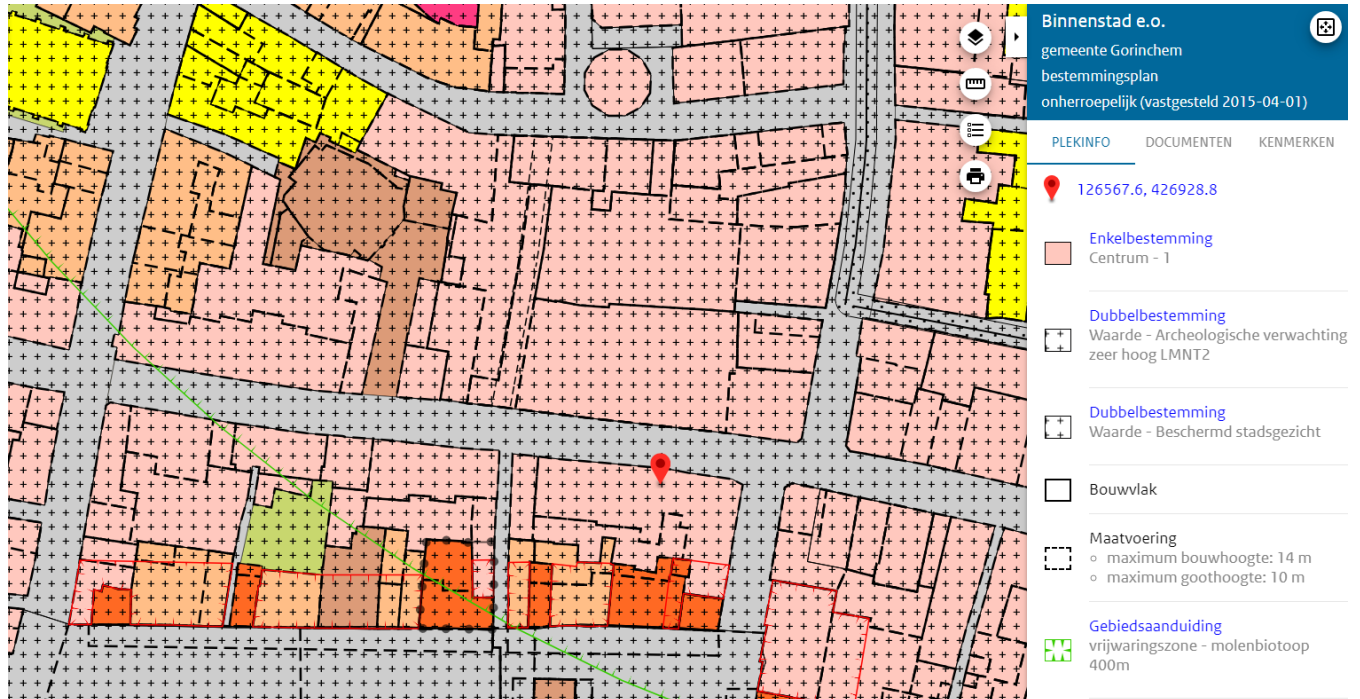 Binnenstad e.o.
gemeente Gorinchem
bestemmingsplan
onherroepelijk (vastgesteld 2015-04-01)
PLEKINFO DOCUMENTEN KENMERKEN
126567.6, 426928.8
Enkelbestemming
Centrum - 1
Dubbelbestemming
Waarde - Archeologische verwachting
zeer hoog LMNT2
Dubbelbestemming
Waarde - Beschermd stadsgezicht
Bouwvlak
Maatvoering
maximum bouwhoogte: 14 m
maximum goothoogte: 10 m
Gebiedsaanduiding
vrijwaringszone - molenbiotoop
400m